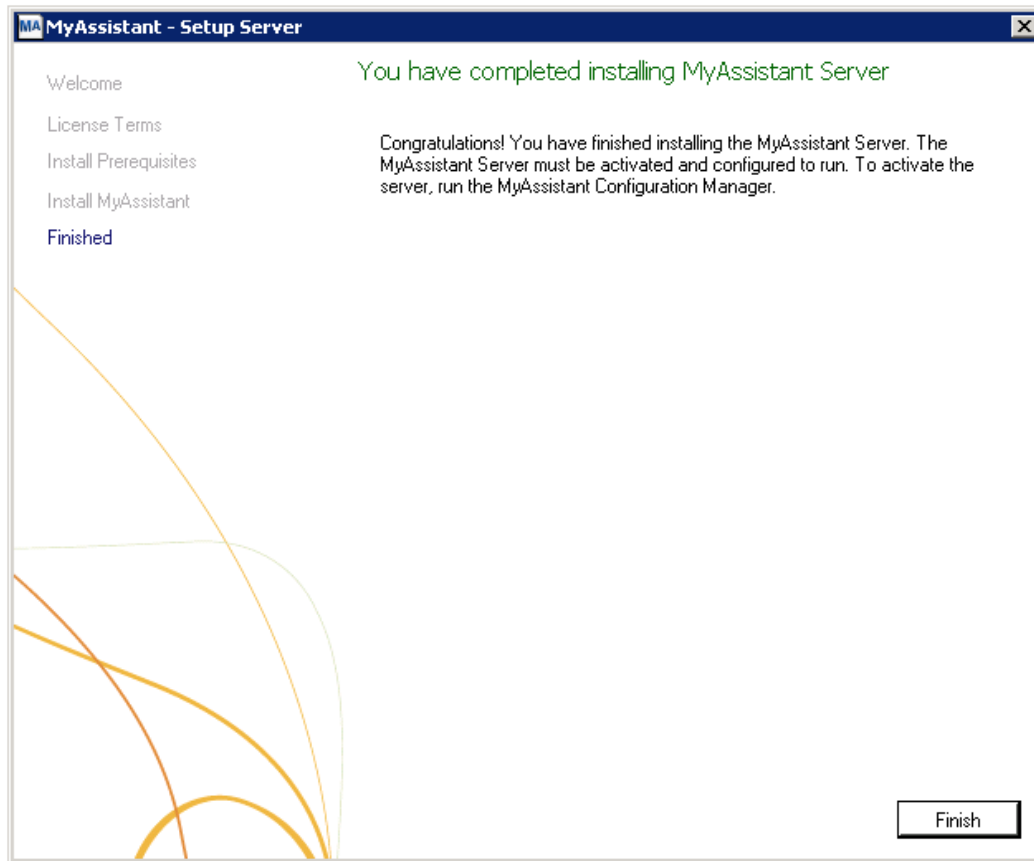 MA MyAssistant - Setup Server
Welcome
License Terms
Install Prerequisites
Install MyAssistant
Finished
You have completed installing MyAssistant Server
Congratulations! You have finished installing the MyAssistant Server. The
MyAssistant Server must be activated and configured to run. To activate the
server, run the MyAssistant Configuration Manager.
Finish